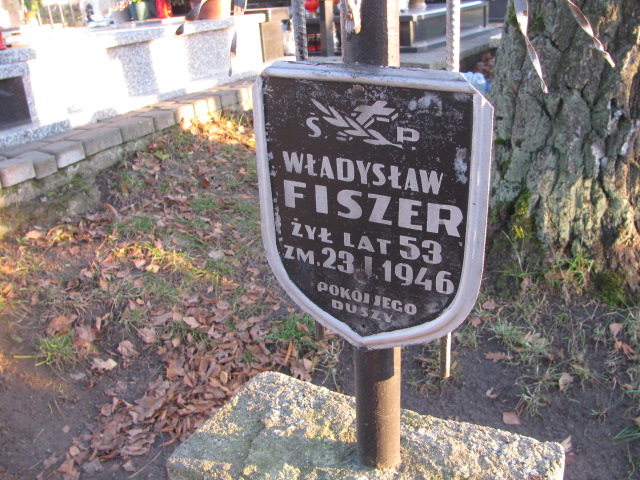 Ś P
WŁADYSŁAW
FISZER
ŻYŁ LAT 53
ZM. 23 I 1946
POKÓJ JEGO
DUSZY